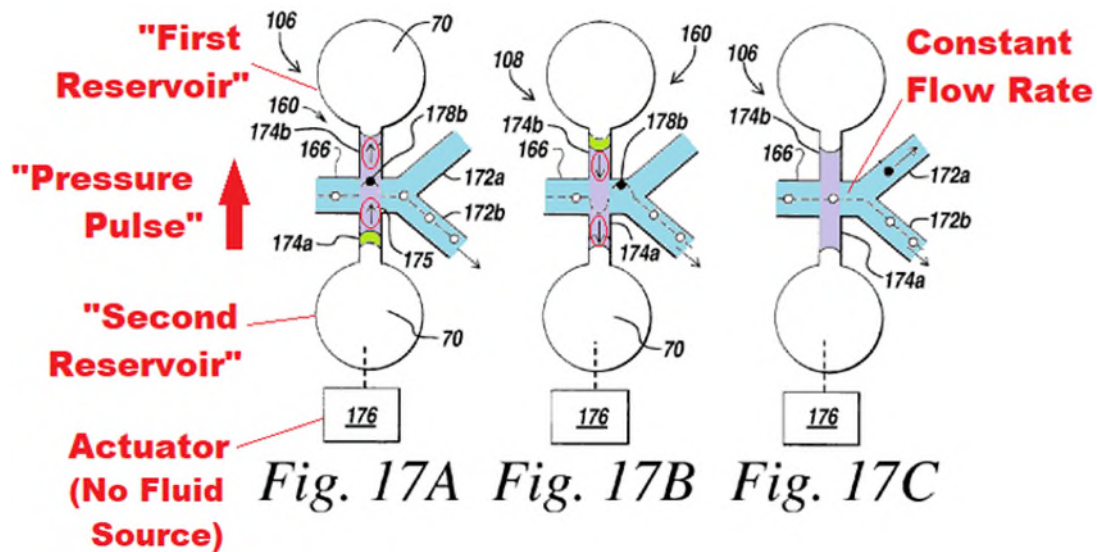 "First
Reservoir"
106
70
160
174b
178b
166
"Pressure
Pulse"
172a
172b
174a
175
"Second
Reservoir"
70
176
Actuator
(No Fluid
Source)
Fig. 17A
108
160
174b
178b
166
172a
172b
174a
70
176
Fig. 17B
106
Constant
Flow Rate
174b
166
172a
172b
174a
176
Fig. 17C